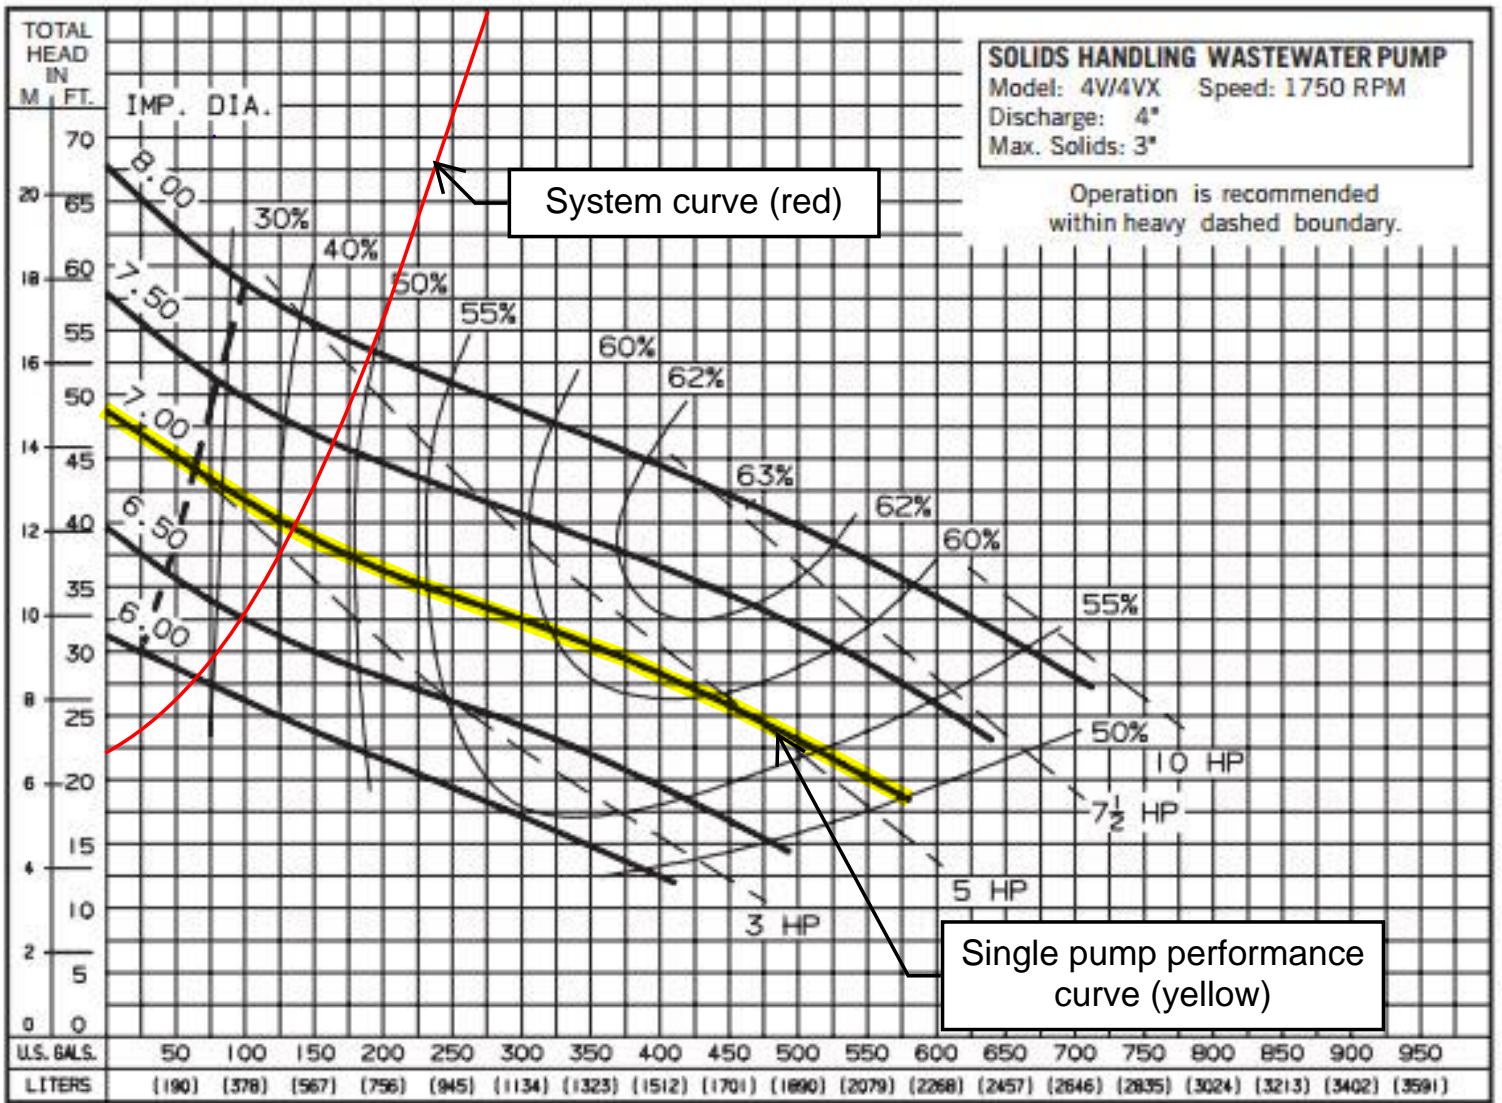 TOTAL
HEAD
IN
M FT.
IMP. DIA.
SOLIDS HANDLING WASTEWATER PUMP
Model: 4V/4VX Speed: 1750 RPM
Discharge: 4"
Max. Solids: 3"
Operation is recommended
within heavy dashed boundary.
System curve (red)
70
20 65
18 60
55
16
50
14 45
12 40
35
10
30
8
25
6 20
15
4
10
2
5
0 0
8.00
7.50
7.00
6.50
6.00
30%
40%
50%
55%
60%
62%
63%
62%
60%
55%
50%
10 HP
7½ HP
5 HP
3 HP
Single pump performance
curve (yellow)
U.S. GALS. 50 100 150 200 250 300 350 400 450 500 550 600 650 700 750 800 850 900 950
LITERS (190) (378) (567) (756) (945) (1134) (1323) (1512) (1701) (1890) (2079) (2268) (2457) (2646) (2835) (3024) (3213) (3402) (3591)